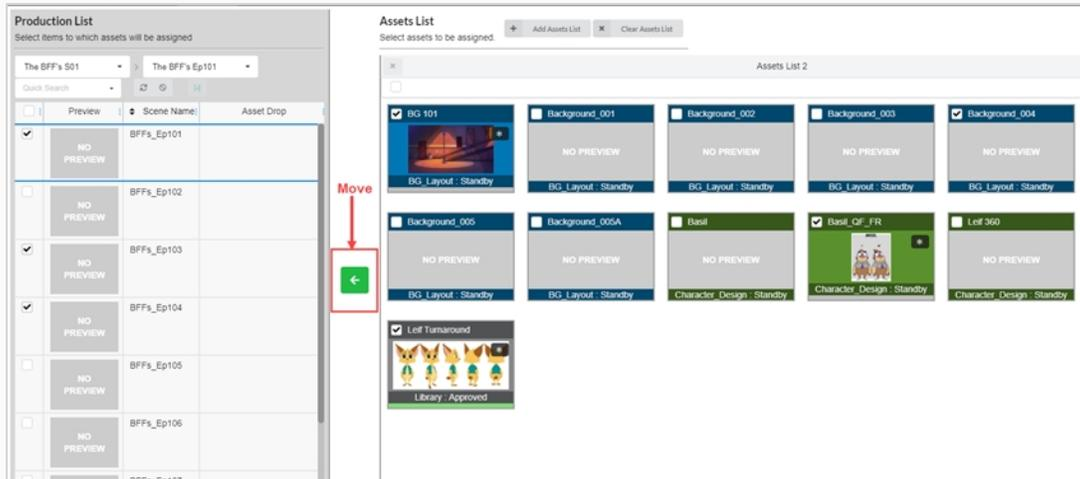 Production List
Select items to which assets will be assigned
The BFF's S01
The BFF's Ep101
Quick Search
Preview
Scene Name
Asset Drop
NO PREVIEW
BFFs_Ep101
NO PREVIEW
BFFs_Ep102
NO PREVIEW
BFFs_Ep103
NO PREVIEW
BFFs_Ep104
NO PREVIEW
BFFs_Ep105
NO PREVIEW
BFFs_Ep106
Move
Assets List
Select assets to be assigned.
Add Assets List
Clear Assets List
Assets List 2
BG 101
BG_Layout : Standby
Background_001
NO PREVIEW
BG_Layout : Standby
Background_002
NO PREVIEW
BG_Layout : Standby
Background_003
NO PREVIEW
BG_Layout : Standby
Background_004
NO PREVIEW
BG_Layout : Standby
Background_005
NO PREVIEW
BG_Layout : Standby
Background_005A
NO PREVIEW
BG_Layout : Standby
Basil
NO PREVIEW
Character_Design : Standby
Basil_QF_FR
Character_Design : Standby
Leif 360
NO PREVIEW
Character_Design : Standby
Leif Turnaround
Library : Approved